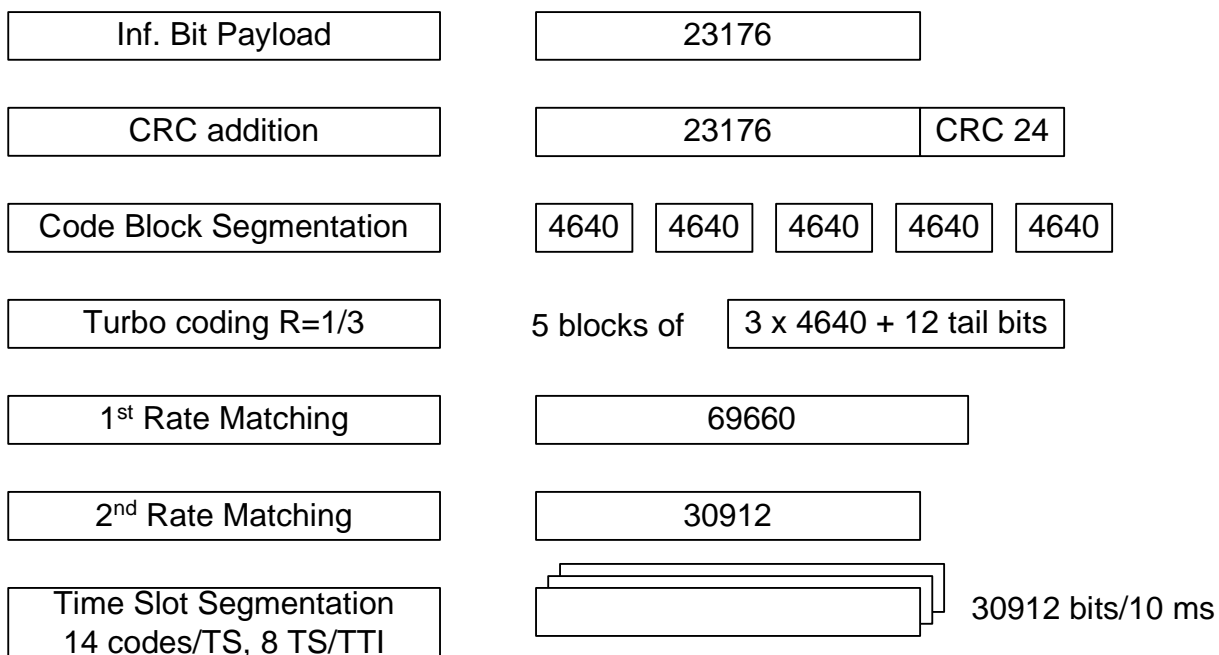 Inf. Bit Payload 23176
CRC addition 23176 CRC 24
Code Block Segmentation 4640 4640 4640 4640 4640
Turbo coding R=1/3 5 blocks of 3 x 4640 + 12 tail bits
1st Rate Matching 69660
2nd Rate Matching 30912
Time Slot Segmentation
30912 bits/10 ms
14 codes/TS, 8 TS/TTI